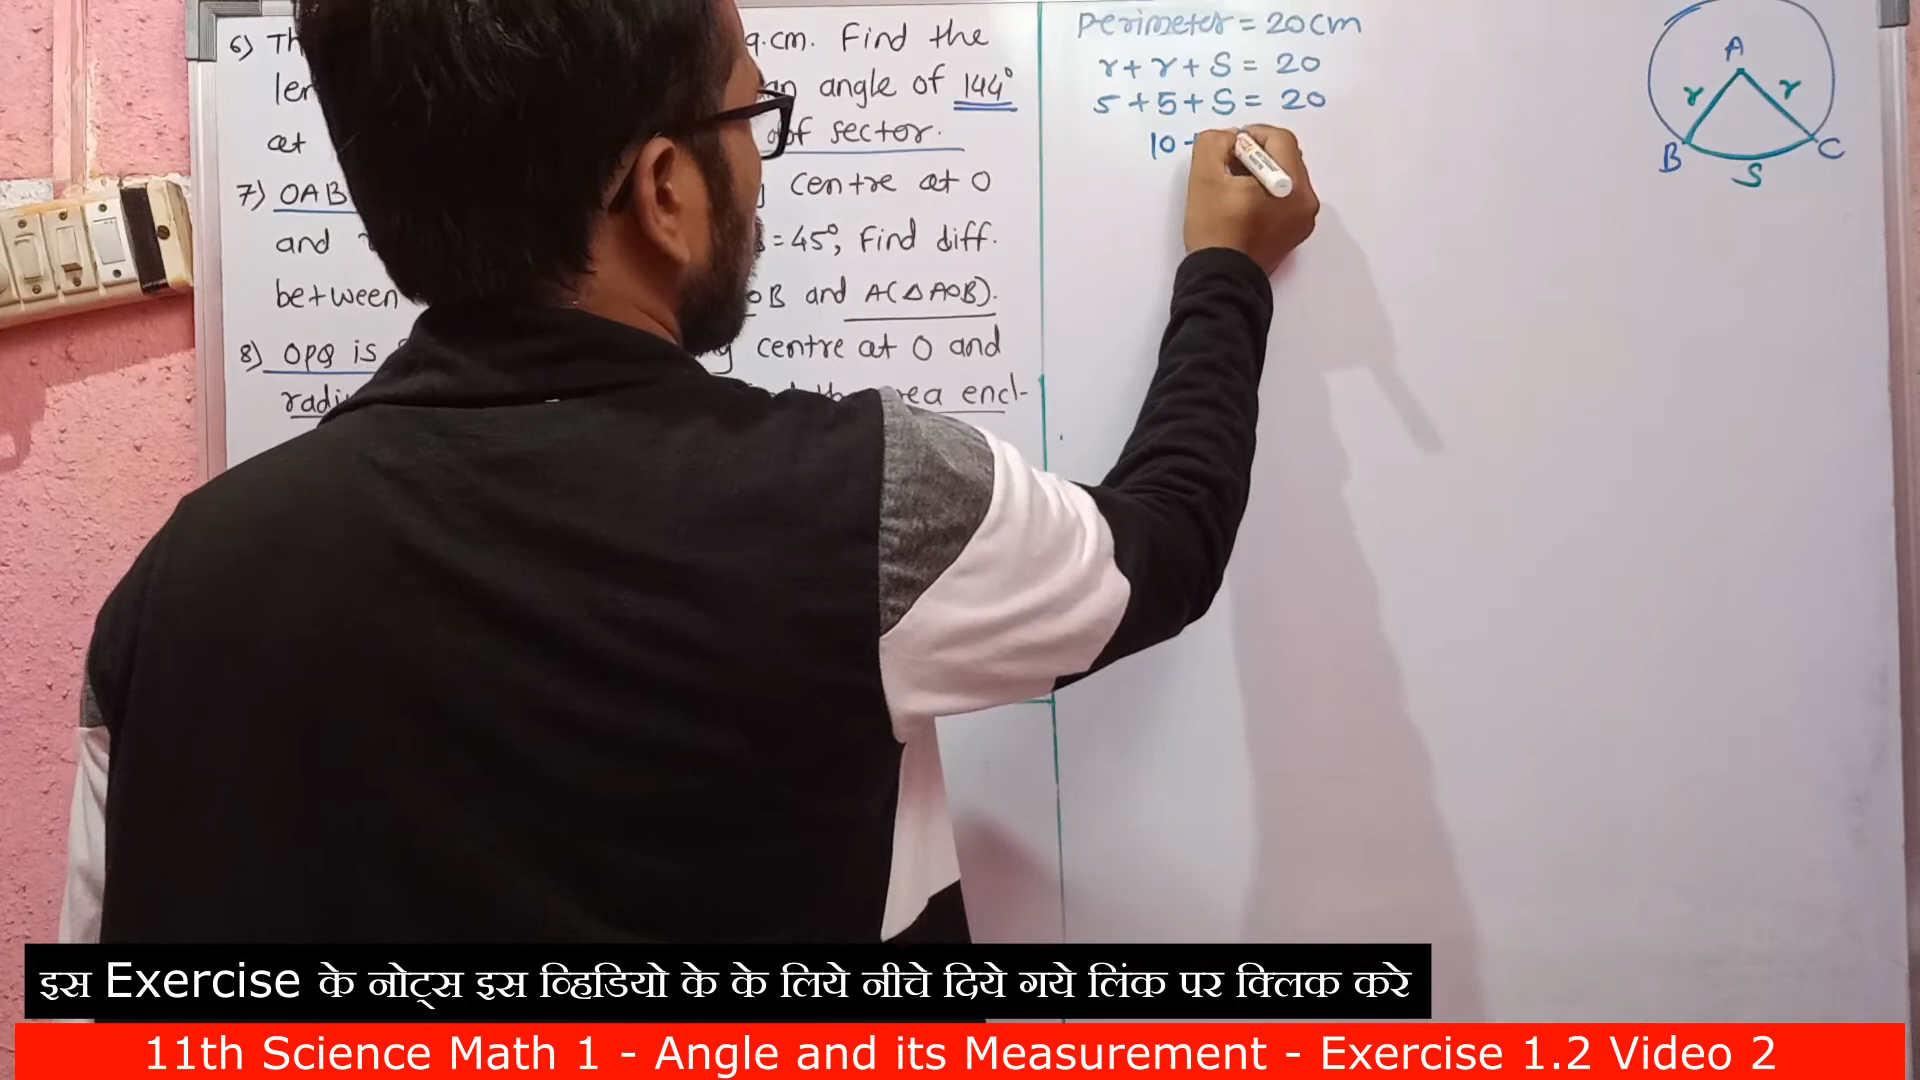 6) Th q.cm. Find the
len an angle of 144°
at of sector.
7) OAB centre at O
and = 45°, Find diff.
between OB and A(△AOB).
8) OPQ is centre at O and
radi rea encl-
Perimeter = 20cm
r + r + S = 20
5 + 5 + S = 20
10
A
r r
B C
S
इस Exercise के नोट्स इस व्हिडियो के के लिये नीचे दिये गये लिंक पर क्लिक करे
11th Science Math 1 - Angle and its Measurement - Exercise 1.2 Video 2